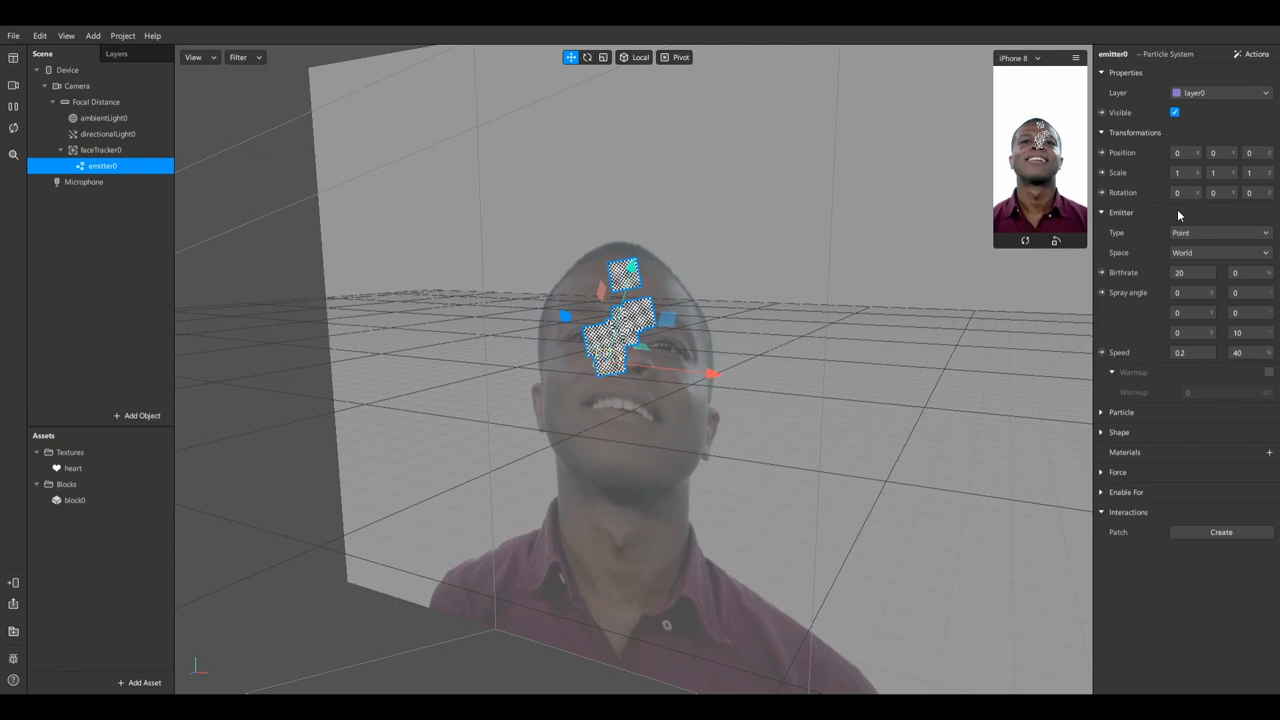 File Edit View Add Project Help
Scene Layers
Device
Camera
Focal Distance
ambientLight0
directionalLight0
faceTracker0
emitter0
Microphone
+ Add Object
Assets
Textures
heart
Blocks
block0
+ Add Asset
View Filter Local Pivot
iPhone 8
emitter0 – Particle System Actions
Properties
Layer layer0
Visible
Transformations
Position 0 X 0 Y 0 Z
Scale 1 X 1 Y 1 Z
Rotation 0 X 0 Y 0 Z
Emitter
Type Point
Space World
Birthrate 20 0 %
Spray angle 0 X 0 °
0 Y 0 °
0 Z 10 °
Speed 0.2 40 %
Warmup
Warmup 0
Particle
Shape
Materials +
Force
Enable For
Interactions
Patch Create